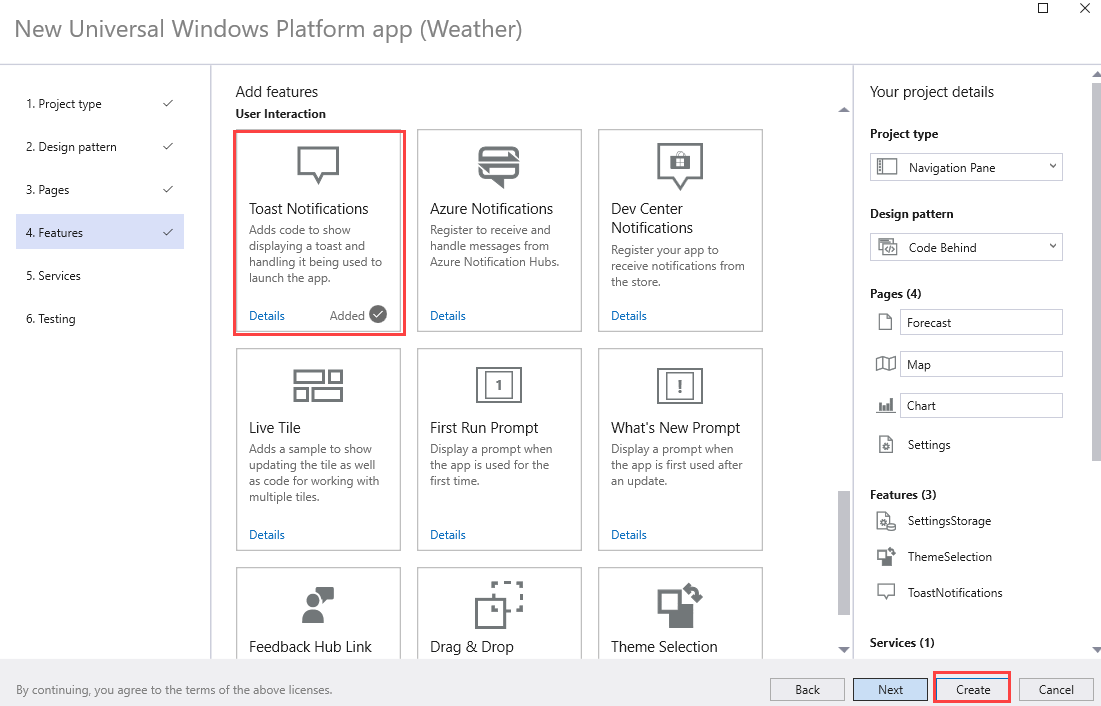 New Universal Windows Platform app (Weather)
1. Project type
2. Design pattern
3. Pages
4. Features
5. Services
6. Testing
Add features
User Interaction
Toast Notifications
Adds code to show
displaying a toast and
handling it being used to
launch the app.
Details
Added
Azure Notifications
Register to receive and
handle messages from
Azure Notification Hubs.
Details
Dev Center
Notifications
Register your app to
receive notifications from
the store.
Details
Live Tile
Adds a sample to show
updating the tile as well
as code for working with
multiple tiles.
Details
1
First Run Prompt
Display a prompt when
the app is used for the
first time.
Details
!
What's New Prompt
Display a prompt when
the app is first used after
an update.
Details
Feedback Hub Link
Drag & Drop
Theme Selection
Your project details
Project type
Navigation Pane
Design pattern
Code Behind
Pages (4)
Forecast
Map
Chart
Settings
Features (3)
SettingsStorage
ThemeSelection
ToastNotifications
Services (1)
By continuing, you agree to the terms of the above licenses.
Back
Next
Create
Cancel